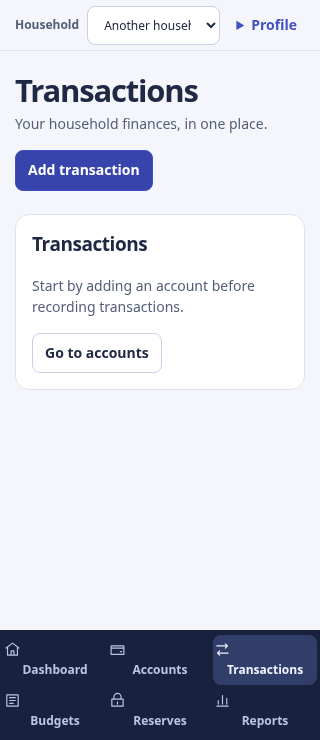 Household Another househ Profile
Transactions
Your household finances, in one place.
Add transaction
Transactions
Start by adding an account before
recording transactions.
Go to accounts
Dashboard Accounts Transactions
Budgets Reserves Reports